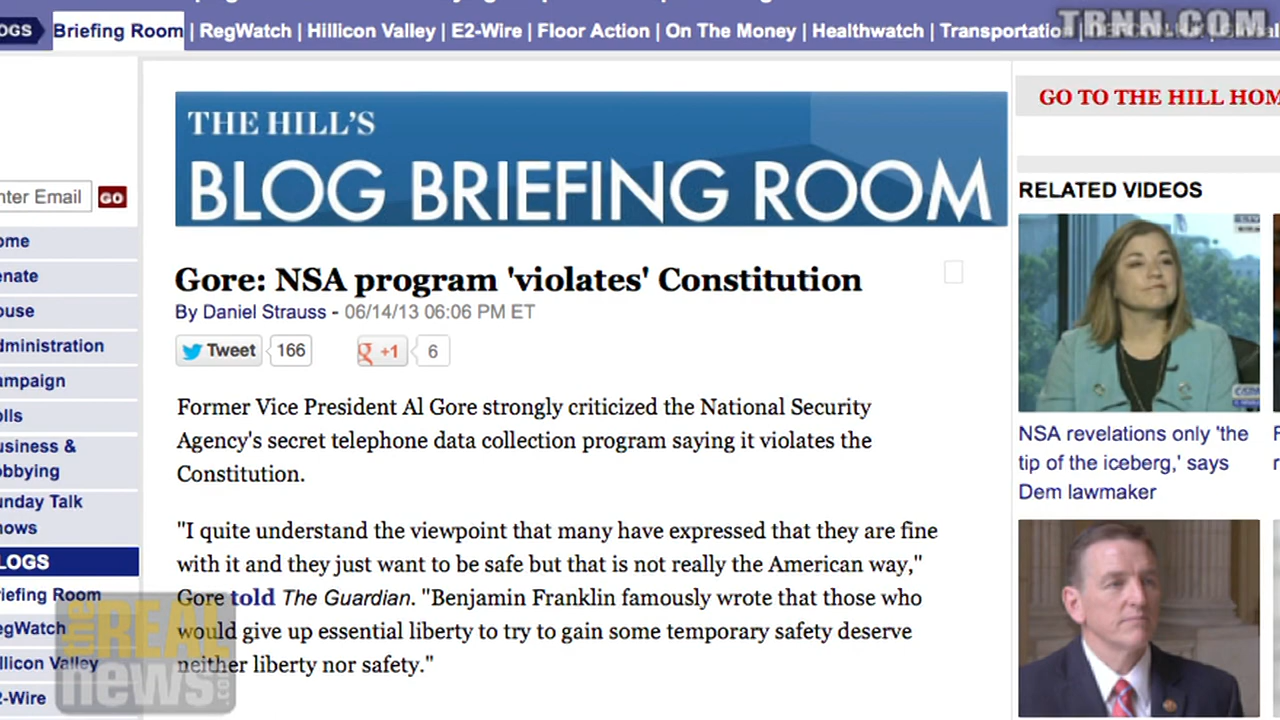 OGS
Briefing Room | RegWatch | Hillicon Valley | E2-Wire | Floor Action | On The Money | Healthwatch | Transportatio
TRNN.COM
THE HILL'S
BLOG BRIEFING ROOM
GO TO THE HILL HOM
nter Email GO
ome
enate
ouse
dministration
ampaign
olls
usiness &
obbying
unday Talk
hows
LOGS
riefing Room
egWatch
illicon Valley
2-Wire
Gore: NSA program 'violates' Constitution
By Daniel Strauss - 06/14/13 06:06 PM ET
Tweet 166 +1 6
Former Vice President Al Gore strongly criticized the National Security
Agency's secret telephone data collection program saying it violates the
Constitution.
"I quite understand the viewpoint that many have expressed that they are fine
with it and they just want to be safe but that is not really the American way,"
Gore told The Guardian. "Benjamin Franklin famously wrote that those who
would give up essential liberty to try to gain some temporary safety deserve
neither liberty nor safety."
RELATED VIDEOS
NSA revelations only 'the
tip of the iceberg,' says
Dem lawmaker
THE REAL
news.com